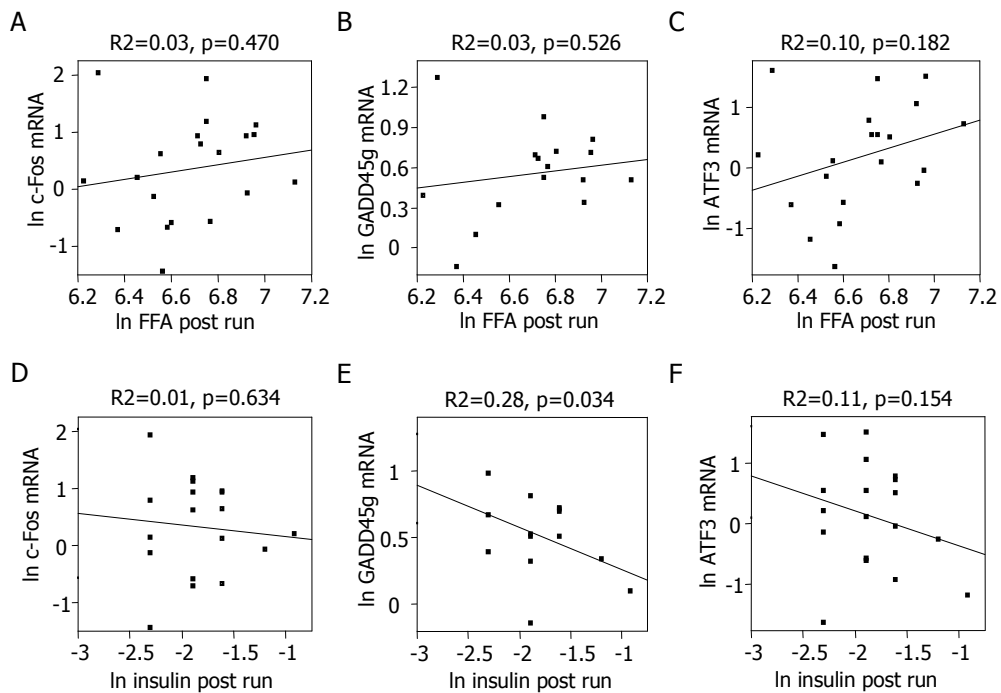 A
R2=0.03, p=0.470
ln c-Fos mRNA
2
1
0
-1
6.2 6.4 6.6 6.8 7 7.2
ln FFA post run
B
R2=0.03, p=0.526
ln GADD45g mRNA
1.2
0.9
0.6
0.3
0
6.2 6.4 6.6 6.8 7 7.2
ln FFA post run
C
R2=0.10, p=0.182
ln ATF3 mRNA
1
0
-1
6.2 6.4 6.6 6.8 7 7.2
ln FFA post run
D
R2=0.01, p=0.634
ln c-Fos mRNA
2
1
0
-1
-3 -2.5 -2 -1.5 -1
ln insulin post run
E
R2=0.28, p=0.034
ln GADD45g mRNA
1
0.5
0
-3 -2.5 -2 -1.5 -1
ln insulin post run
F
R2=0.11, p=0.154
ln ATF3 mRNA
1
0
-1
-3 -2.5 -2 -1.5 -1
ln insulin post run